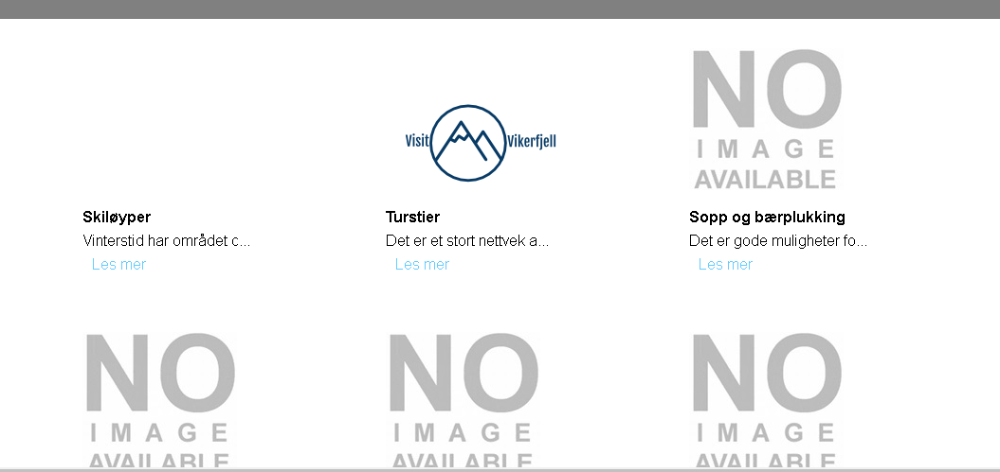 Visit Vikerfjell
NO
IMAGE
AVAILABLE
Skiløyper
Turstier
Sopp og bærplukking
Vinterstid har området c...
Det er et stort nettvek a...
Det er gode muligheter fo...
Les mer
Les mer
Les mer
NO
NO
NO
IMAGE
IMAGE
IMAGE
AVAILABLE
AVAILABLE
AVAILABLE